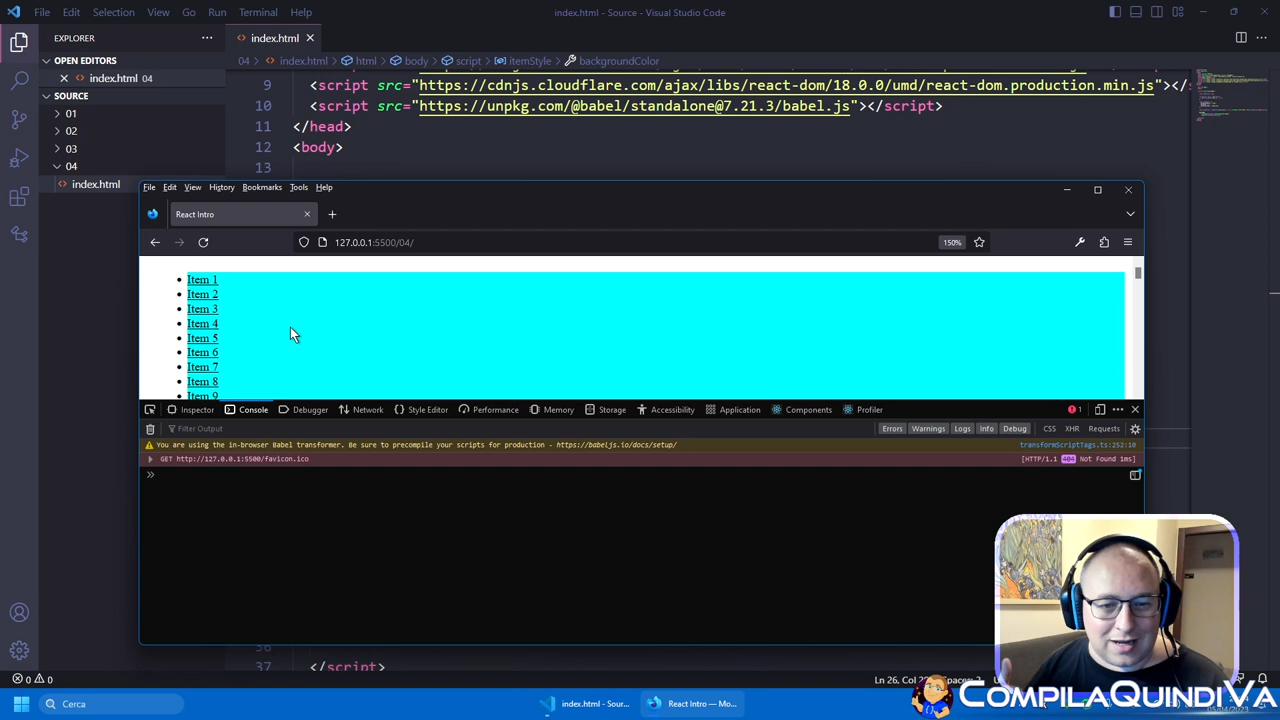 File Edit Selection View Go Run Terminal Help
index.html - Source - Visual Studio Code
EXPLORER
index.html
OPEN EDITORS
04 > index.html > html > body > script > itemStyle > backgroundColor
index.html 04
SOURCE
01
02
03
04
index.html
9 <script src="https://cdnjs.cloudflare.com/ajax/libs/react-dom/18.0.0/umd/react-dom.production.min.js"></s
10 <script src="https://unpkg.com/@babel/standalone@7.21.3/babel.js"></script>
11 </head>
12 <body>
13
File Edit View History Bookmarks Tools Help
React Intro
127.0.0.1:5500/04/
150%
Item 1
Item 2
Item 3
Item 4
Item 5
Item 6
Item 7
Item 8
Item 9
Inspector Console Debugger Network Style Editor Performance Memory Storage Accessibility Application Components Profiler 1
Filter Output
Errors Warnings Logs Info Debug CSS XHR Requests
You are using the in-browser Babel transformer. Be sure to precompile your scripts for production - https://babeljs.io/docs/setup/
transformScriptTags.ts:252:10
GET http://127.0.0.1:5500/favicon.ico
[HTTP/1.1 404 Not Found 1ms]
37 </script>
0 0
Ln 26, Col
Cerca
index.html - Sour...
React Intro — Mo...
CompilaQuindiVa